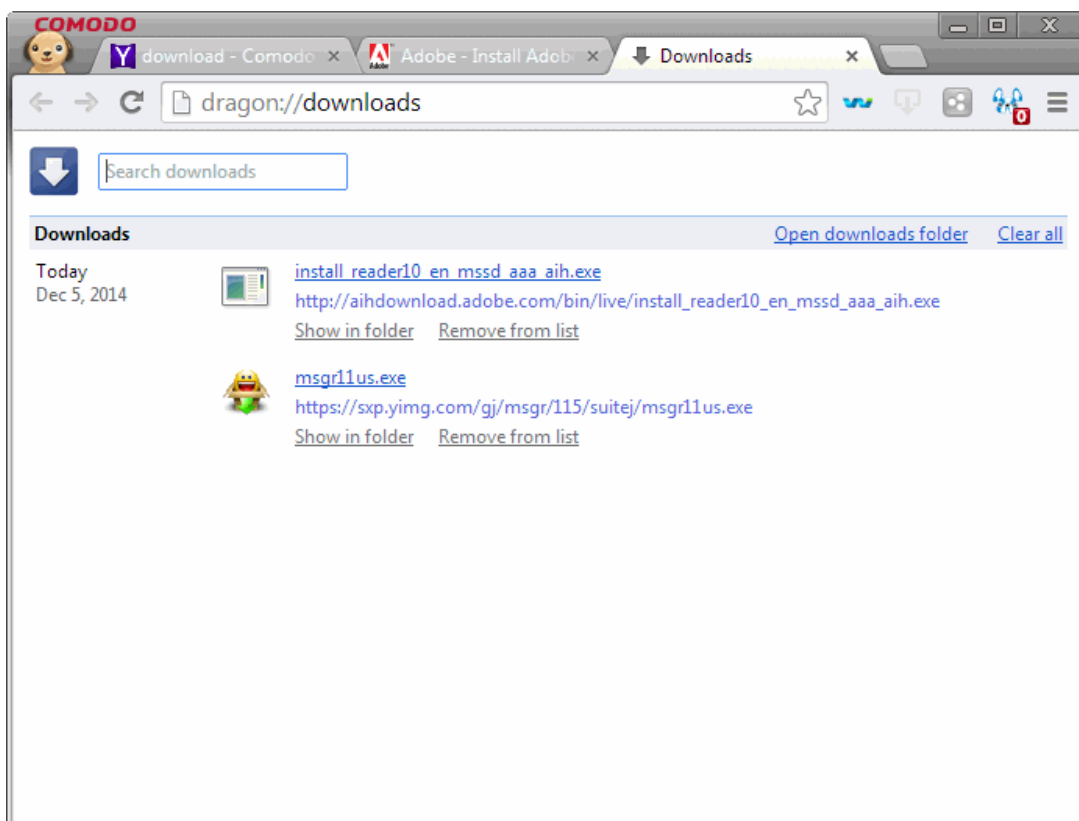 COMODO
download - Comodo
Adobe - Install Adob
Downloads
dragon://downloads
0
Search downloads
Downloads
Open downloads folder
Clear all
Today
Dec 5, 2014
install_reader10_en_mssd_aaa_aih.exe
http://aihdownload.adobe.com/bin/live/install_reader10_en_mssd_aaa_aih.exe
Show in folder
Remove from list
msgr11us.exe
https://sxp.yimg.com/gj/msgr/115/suitej/msgr11us.exe
Show in folder
Remove from list